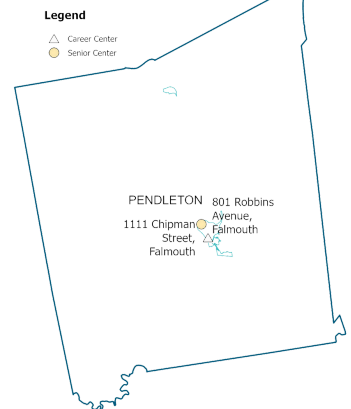 Legend
Career Center
Senior Center
PENDLETON
801 Robbins
Avenue,
Falmouth
1111 Chipman
Street,
Falmouth